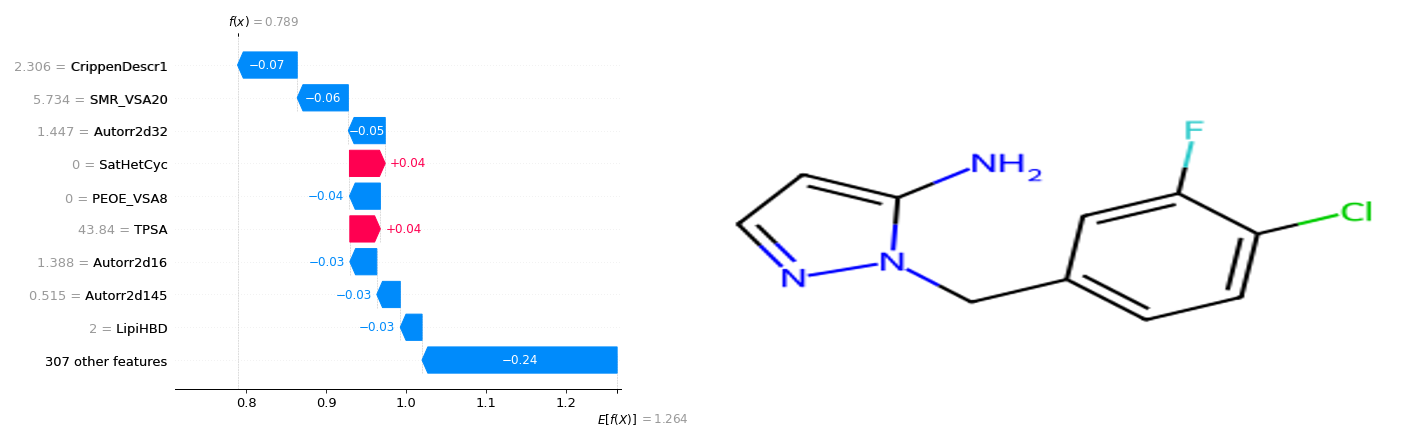 f(x) = 0.789
2.306 = CrippenDescr1 −0.07
5.734 = SMR_VSA20 −0.06
1.447 = Autorr2d32 −0.05
0 = SatHetCyc +0.04
0 = PEOE_VSA8 −0.04
43.84 = TPSA +0.04
1.388 = Autorr2d16 −0.03
0.515 = Autorr2d145 −0.03
2 = LipiHBD −0.03
307 other features −0.24
0.8 0.9 1.0 1.1 1.2
E[f(X)] = 1.264
F
NH2
Cl
N
N